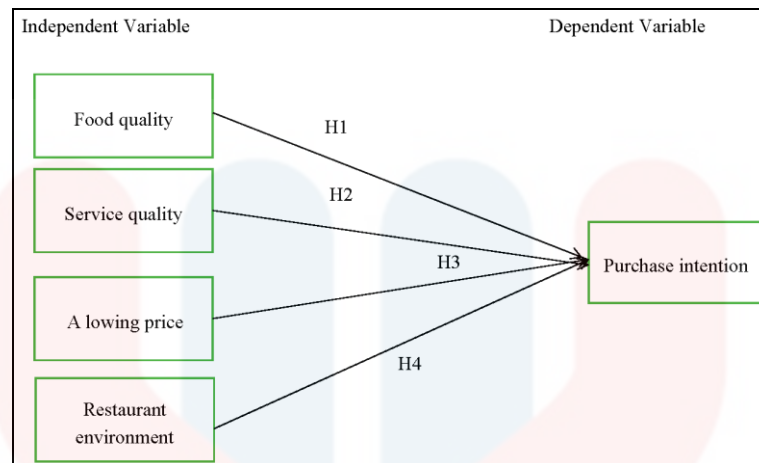 Independent Variable
Dependent Variable
Food quality
H1
Service quality
H2
Purchase intention
A lowing price
H3
Restaurant
environment
H4